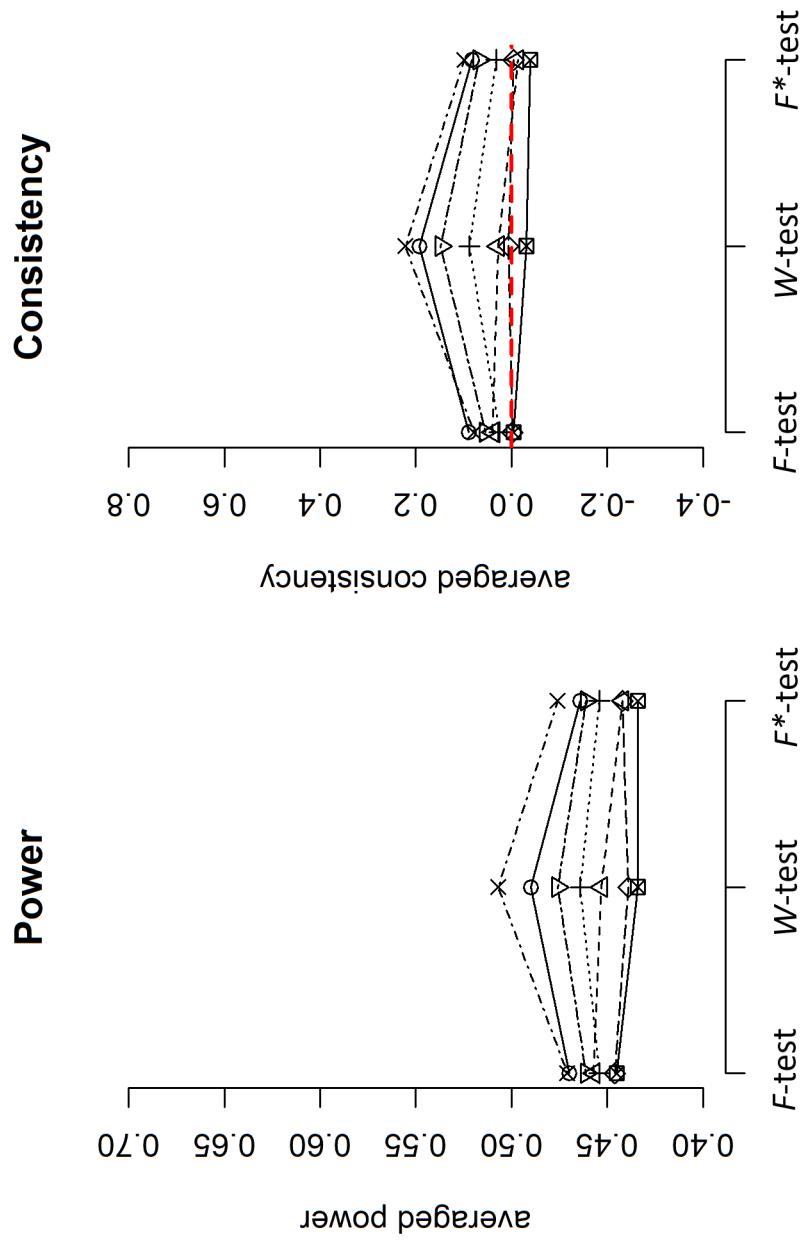 Power
averaged power
0.70
0.65
0.60
0.55
0.50
0.45
0.40
F-test
W-test
F*-test
Consistency
averaged consistency
0.8
0.6
0.4
0.2
0.0
-0.2
-0.4
F-test
W-test
F*-test